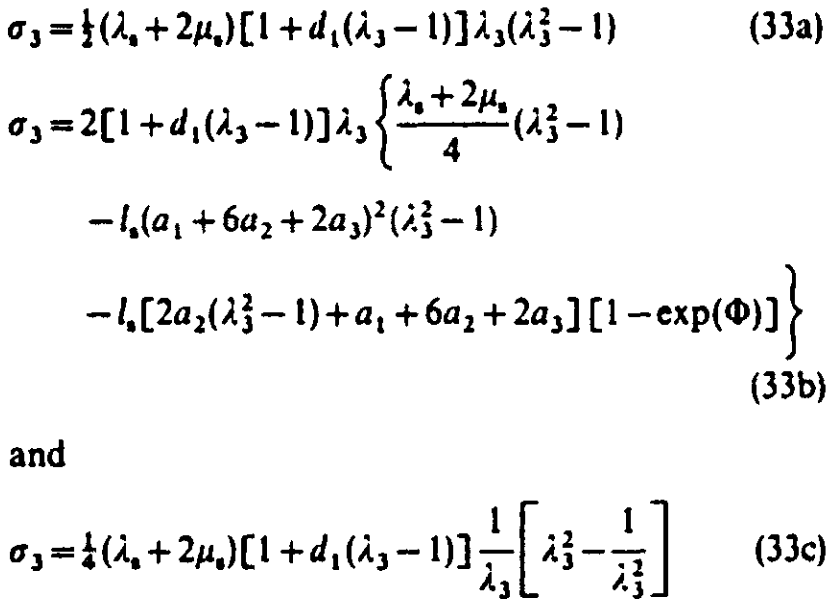 σ₃ = ½(λₛ + 2μₛ)[1 + d₁(λ₃ − 1)]λ₃(λ₃² − 1) (33a)
σ₃ = 2[1 + d₁(λ₃ − 1)]λ₃{(λₛ + 2μₛ)/4 (λ₃² − 1)
− lₛ(a₁ + 6a₂ + 2a₃)²(λ₃² − 1)
− lₛ[2a₂(λ₃² − 1) + a₁ + 6a₂ + 2a₃][1 − exp(Φ)]}
(33b)
and
σ₃ = ¼(λₛ + 2μₛ)[1 + d₁(λ₃ − 1)] 1/λ₃ [λ₃² − 1/λ₃²] (33c)